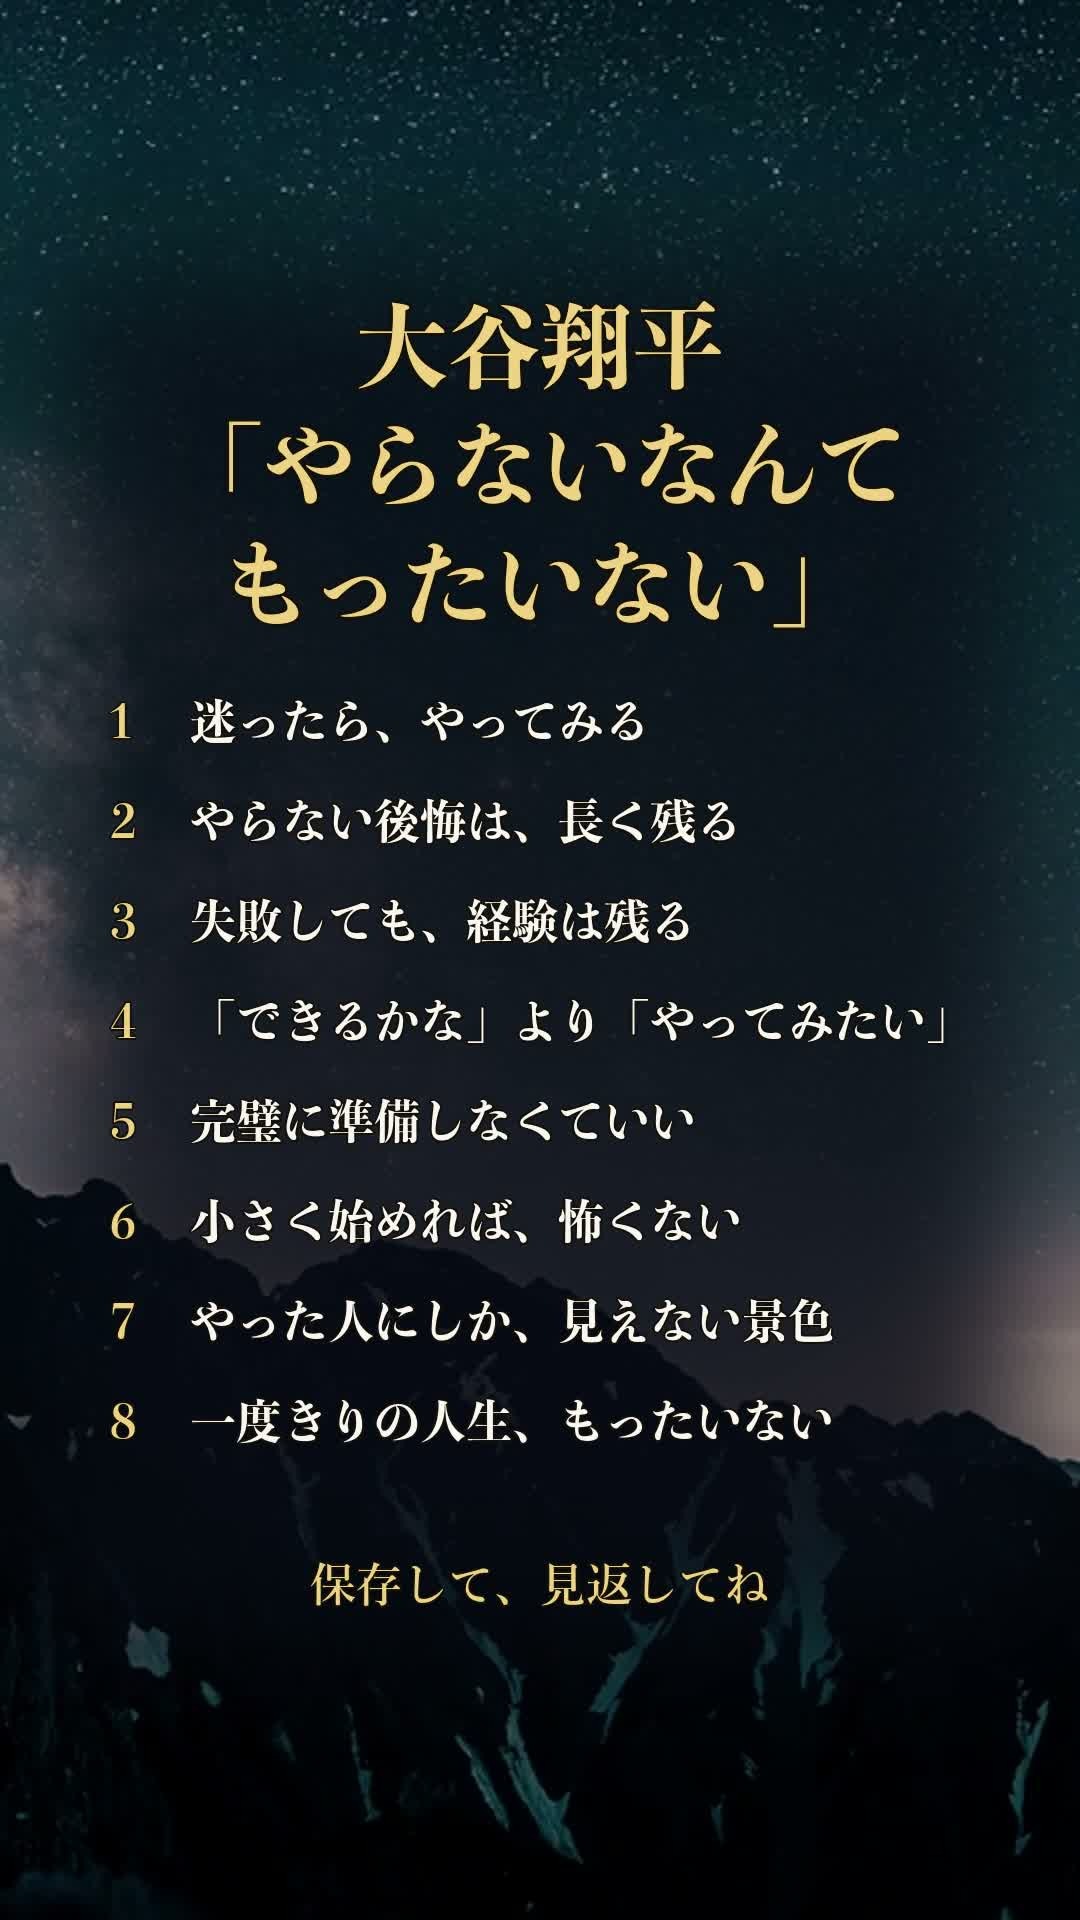 大谷翔平
「やらないなんて
もったいない」
1 迷ったら、やってみる
2 やらない後悔は、長く残る
3 失敗しても、経験は残る
4 「できるかな」より「やってみたい」
5 完璧に準備しなくていい
6 小さく始めれば、怖くない
7 やった人にしか、見えない景色
8 一度きりの人生、もったいない
保存して、見返してね